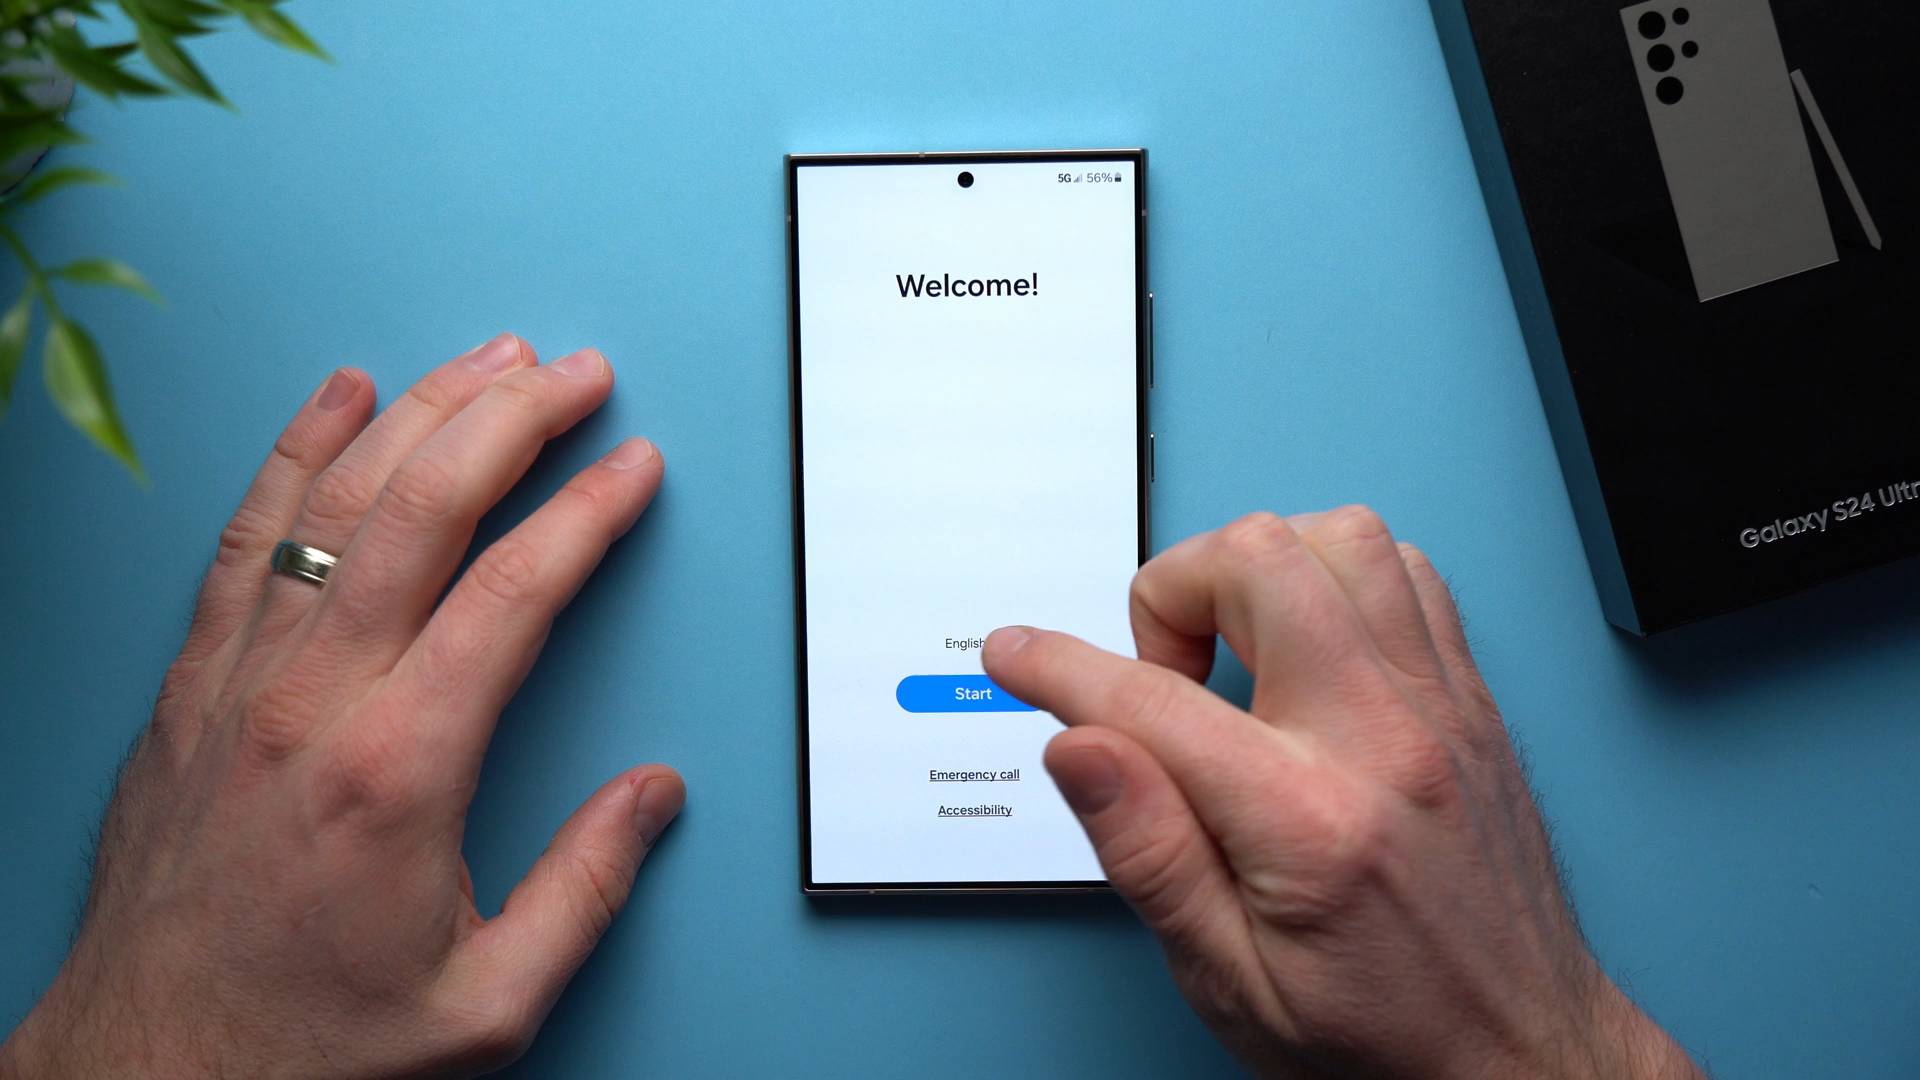 5G 56%
Welcome!
English
Start
Emergency call
Accessibility
Galaxy S24 Ultr